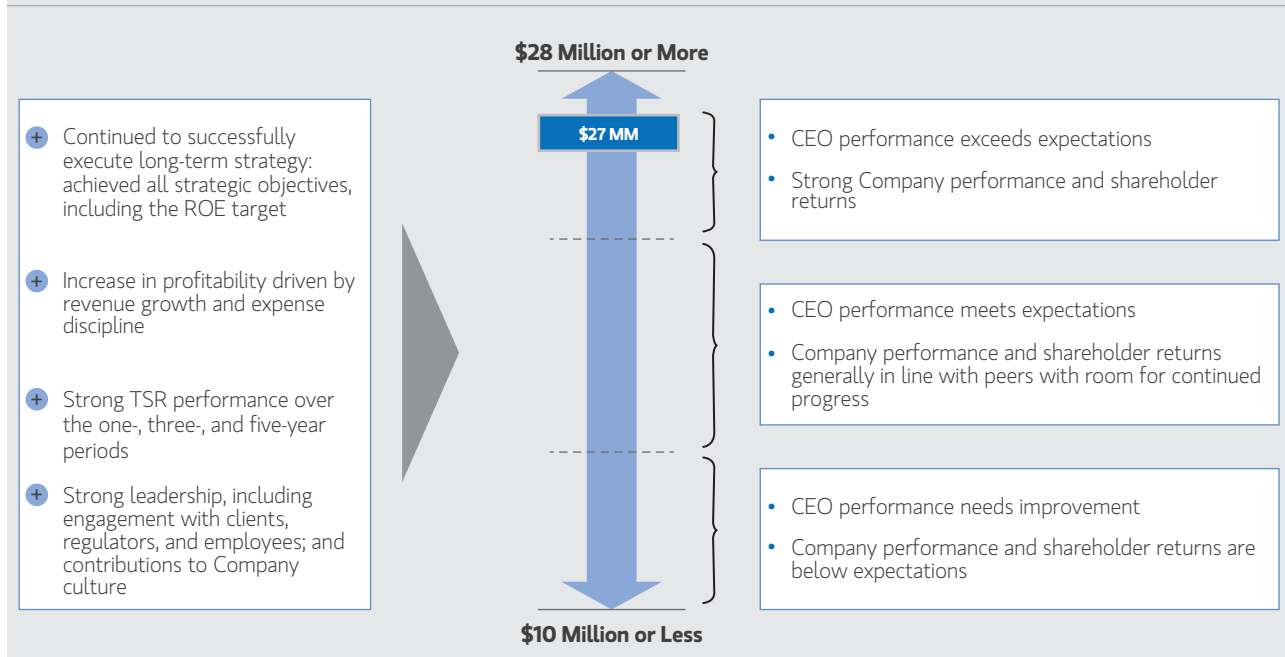 $28 Million or More
+ Continued to successfully
execute long-term strategy:
achieved all strategic objectives,
including the ROE target
+ Increase in profitability driven by
revenue growth and expense
discipline
+ Strong TSR performance over
the one-, three-, and five-year
periods
+ Strong leadership, including
engagement with clients,
regulators, and employees; and
contributions to Company
culture
$27 MM
• CEO performance exceeds expectations
• Strong Company performance and shareholder
returns
• CEO performance meets expectations
• Company performance and shareholder returns
generally in line with peers with room for continued
progress
• CEO performance needs improvement
• Company performance and shareholder returns are
below expectations
$10 Million or Less